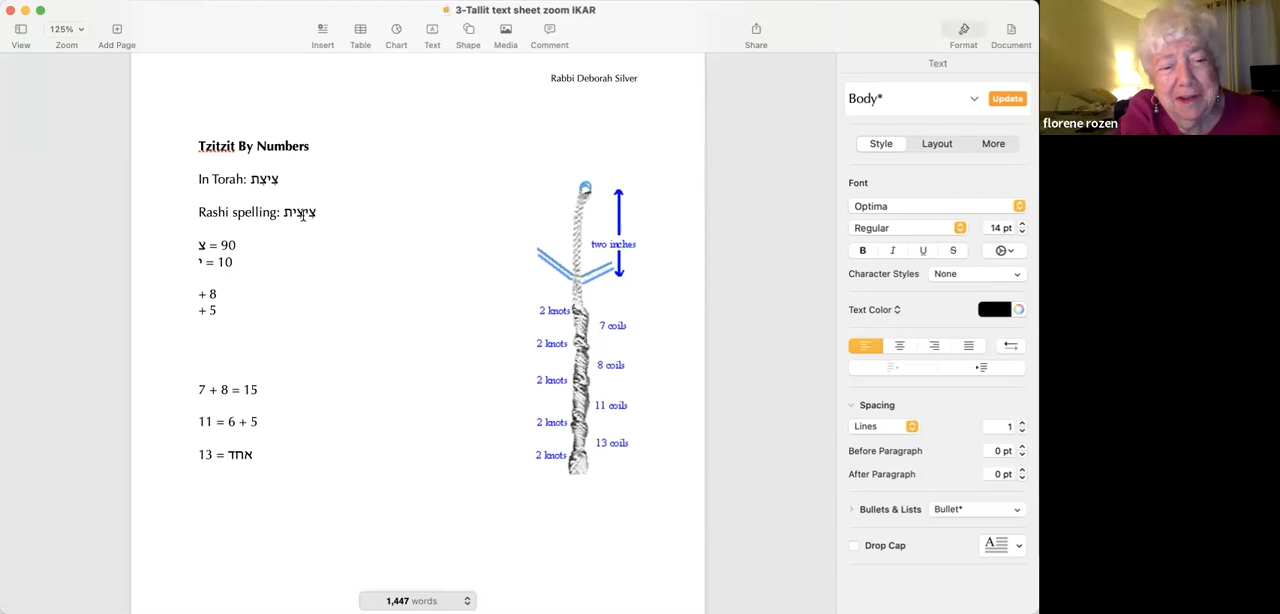 3-Tallit text sheet zoom IKAR
125%
View
Zoom
Add Page
Insert
Table
Chart
Text
Shape
Media
Comment
Share
Format
Document
Rabbi Deborah Silver
Tzitzit By Numbers
In Torah: ציצת
Rashi spelling: ציצית
צ = 90
י = 10
+ 8
+ 5
7 + 8 = 15
11 = 6 + 5
13 = אחד
two inches
2 knots
7 coils
2 knots
8 coils
2 knots
11 coils
2 knots
13 coils
2 knots
1,447 words
Text
Body*
Update
Style
Layout
More
Font
Optima
Regular
14 pt
B I U S
Character Styles
None
Text Color
Spacing
Lines
1
Before Paragraph
0 pt
After Paragraph
0 pt
Bullets & Lists
Bullet*
Drop Cap
A
florene rozen